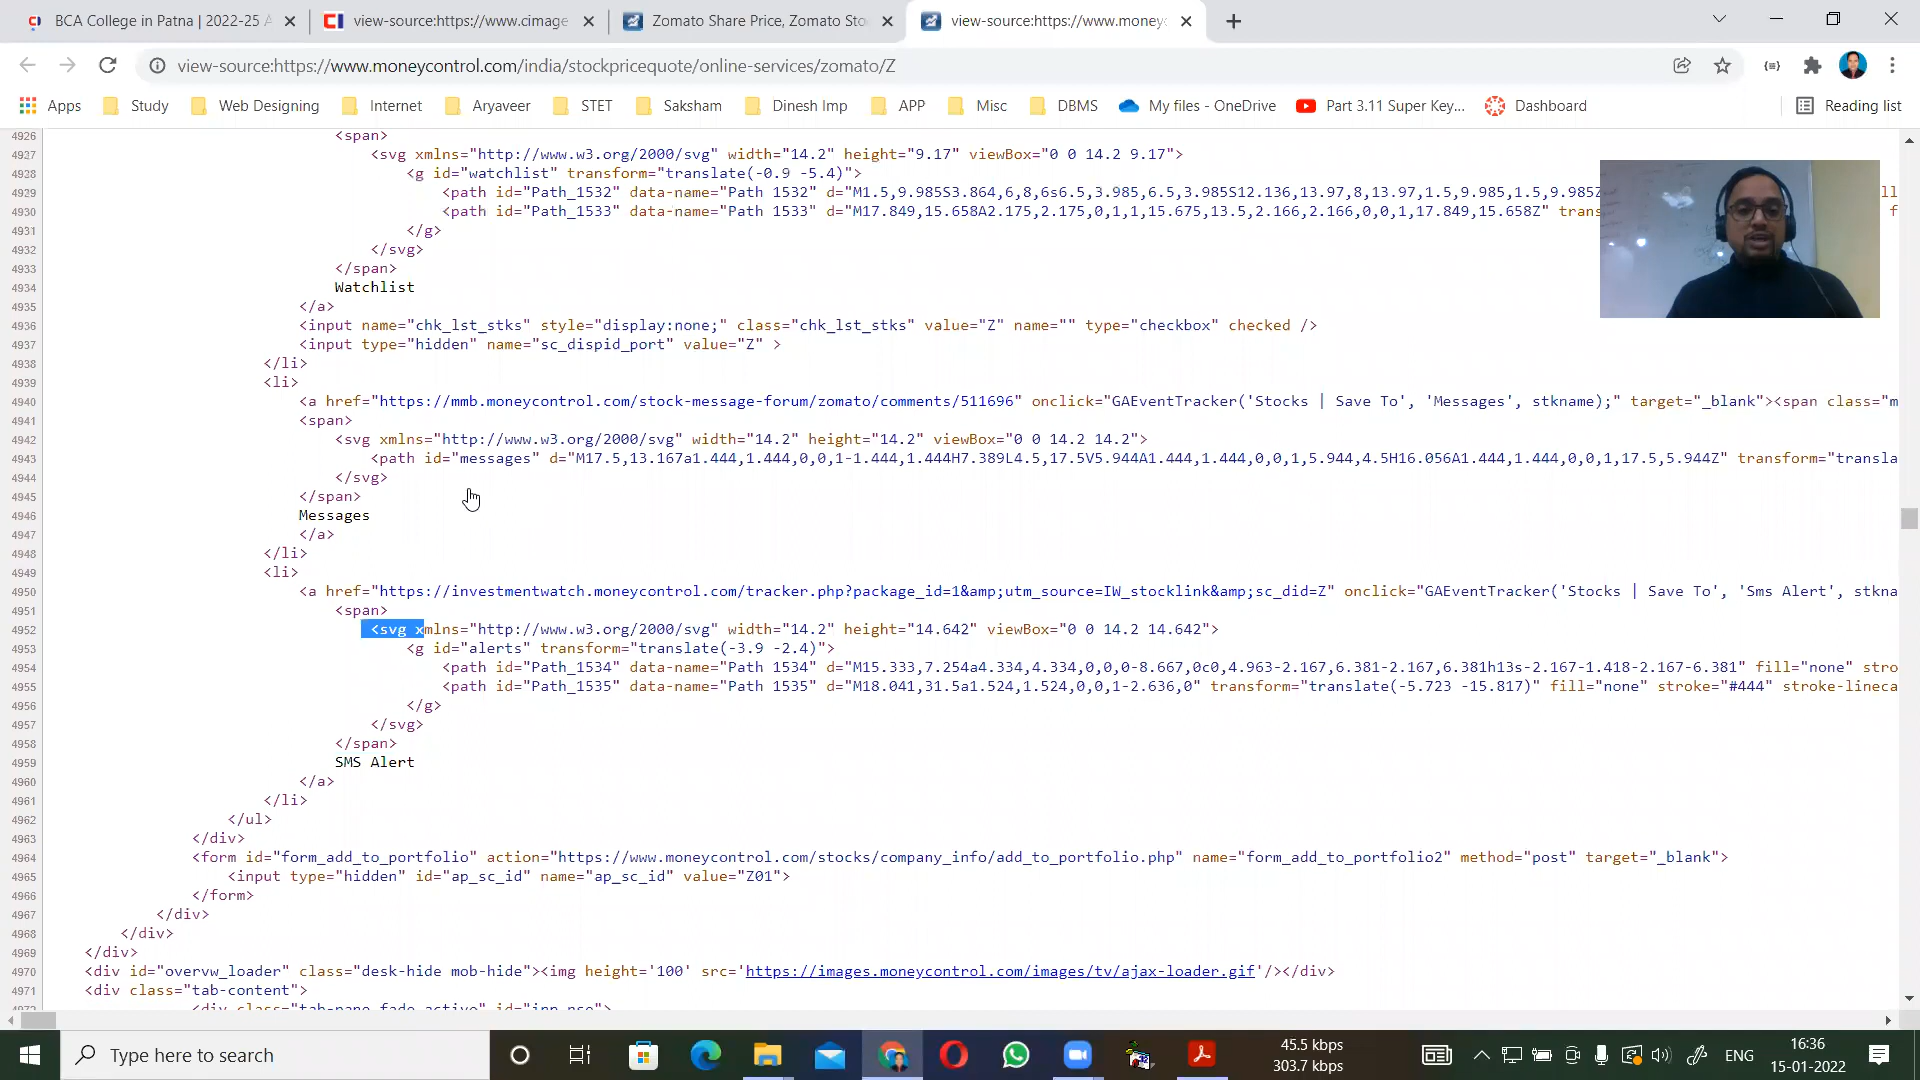 BCA College in Patna | 2022-25 A
view-source:https://www.cimage
Zomato Share Price, Zomato Sto
view-source:https://www.money
view-source:https://www.moneycontrol.com/india/stockpricequote/online-services/zomato/Z
Apps Study Web Designing Internet Aryaveer STET Saksham Dinesh Imp APP Misc DBMS My files - OneDrive Part 3.11 Super Key... Dashboard Reading list
4926 <span>
4927 <svg xmlns="http://www.w3.org/2000/svg" width="14.2" height="9.17" viewBox="0 0 14.2 9.17">
4928 <g id="watchlist" transform="translate(-0.9 -5.4)">
4929 <path id="Path_1532" data-name="Path 1532" d="M1.5,9.985S3.864,6,8,6s6.5,3.985,6.5,3.985S12.136,13.97,8,13.97,1.5,9.985,1.5,9.985Z ll
4930 <path id="Path_1533" data-name="Path 1533" d="M17.849,15.658A2.175,2.175,0,1,1,15.675,13.5,2.166,2.166,0,0,1,17.849,15.658Z" trans f
4931 </g>
4932 </svg>
4933 </span>
4934 Watchlist
4935 </a>
4936 <input name="chk_lst_stks" style="display:none;" class="chk_lst_stks" value="Z" name="" type="checkbox" checked />
4937 <input type="hidden" name="sc_dispid_port" value="Z" >
4938 </li>
4939 <li>
4940 <a href="https://mmb.moneycontrol.com/stock-message-forum/zomato/comments/511696" onclick="GAEventTracker('Stocks | Save To', 'Messages', stkname);" target="_blank"><span class="m
4941 <span>
4942 <svg xmlns="http://www.w3.org/2000/svg" width="14.2" height="14.2" viewBox="0 0 14.2 14.2">
4943 <path id="messages" d="M17.5,13.167a1.444,1.444,0,0,1-1.444,1.444H7.389L4.5,17.5V5.944A1.444,1.444,0,0,1,5.944,4.5H16.056A1.444,1.444,0,0,1,17.5,5.944Z" transform="transla
4944 </svg>
4945 </span>
4946 Messages
4947 </a>
4948 </li>
4949 <li>
4950 <a href="https://investmentwatch.moneycontrol.com/tracker.php?package_id=1&amp;utm_source=IW_stocklink&amp;sc_did=Z" onclick="GAEventTracker('Stocks | Save To', 'Sms Alert', stkna
4951 <span>
4952 <svg xmlns="http://www.w3.org/2000/svg" width="14.2" height="14.642" viewBox="0 0 14.2 14.642">
4953 <g id="alerts" transform="translate(-3.9 -2.4)">
4954 <path id="Path_1534" data-name="Path 1534" d="M15.333,7.254a4.334,4.334,0,0,0-8.667,0c0,4.963-2.167,6.381-2.167,6.381h13s-2.167-1.418-2.167-6.381" fill="none" stro
4955 <path id="Path_1535" data-name="Path 1535" d="M18.041,31.5a1.524,1.524,0,0,1-2.636,0" transform="translate(-5.723 -15.817)" fill="none" stroke="#444" stroke-lineca
4956 </g>
4957 </svg>
4958 </span>
4959 SMS Alert
4960 </a>
4961 </li>
4962 </ul>
4963 </div>
4964 <form id="form_add_to_portfolio" action="https://www.moneycontrol.com/stocks/company_info/add_to_portfolio.php" name="form_add_to_portfolio2" method="post" target="_blank">
4965 <input type="hidden" id="ap_sc_id" name="ap_sc_id" value="Z01">
4966 </form>
4967 </div>
4968 </div>
4969 </div>
4970 <div id="overvw_loader" class="desk-hide mob-hide"><img height='100' src='https://images.moneycontrol.com/images/tv/ajax-loader.gif'/></div>
4971 <div class="tab-content">
4972 <div class="tab-pane fade active" id="inp_nse">
Type here to search
45.5 kbps
303.7 kbps
ENG
16:36
15-01-2022